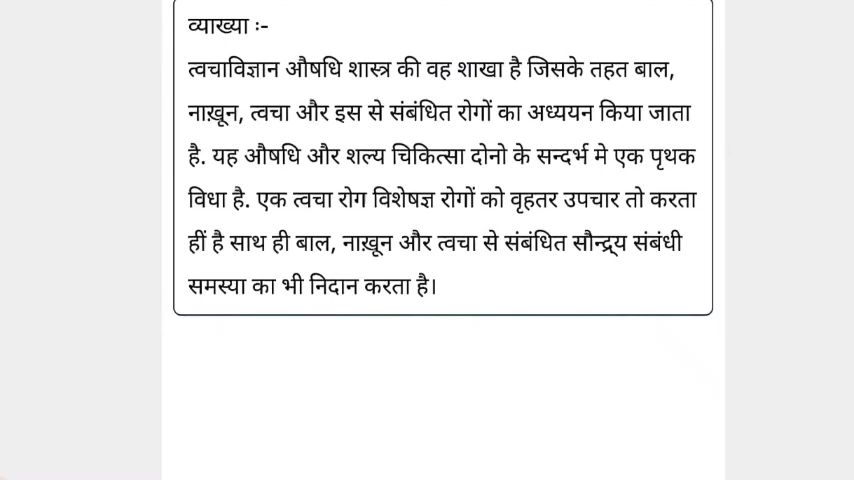 व्याख्या ः-
त्वचाविज्ञान औषधि शास्त्र की वह शाखा है जिसके तहत बाल,
नाख़ून, त्वचा और इस से संबंधित रोगों का अध्ययन किया जाता
है. यह औषधि और शल्य चिकित्सा दोनो के सन्दर्भ मे एक पृथक
विधा है. एक त्वचा रोग विशेषज्ञ रोगों को वृहतर उपचार तो करता
हीं है साथ ही बाल, नाख़ून और त्वचा से संबंधित सौन्द्र्य संबंधी
समस्या का भी निदान करता है।